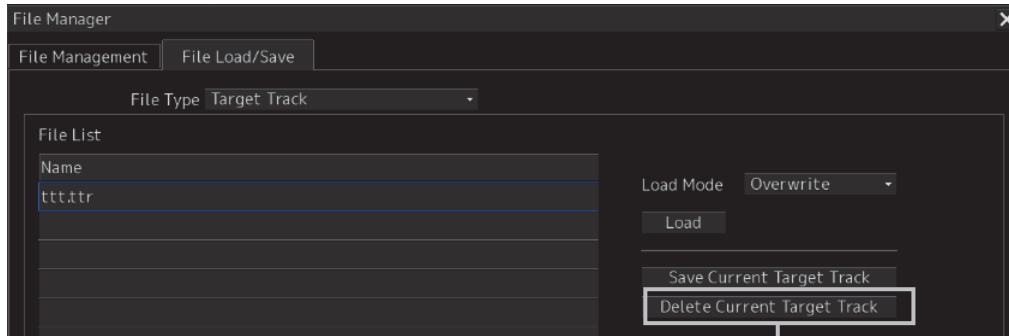 File Manager
File Management File Load/Save
File Type Target Track
File List
Name
ttt.ttr
Load Mode Overwrite
Load
Save Current Target Track
Delete Current Target Track